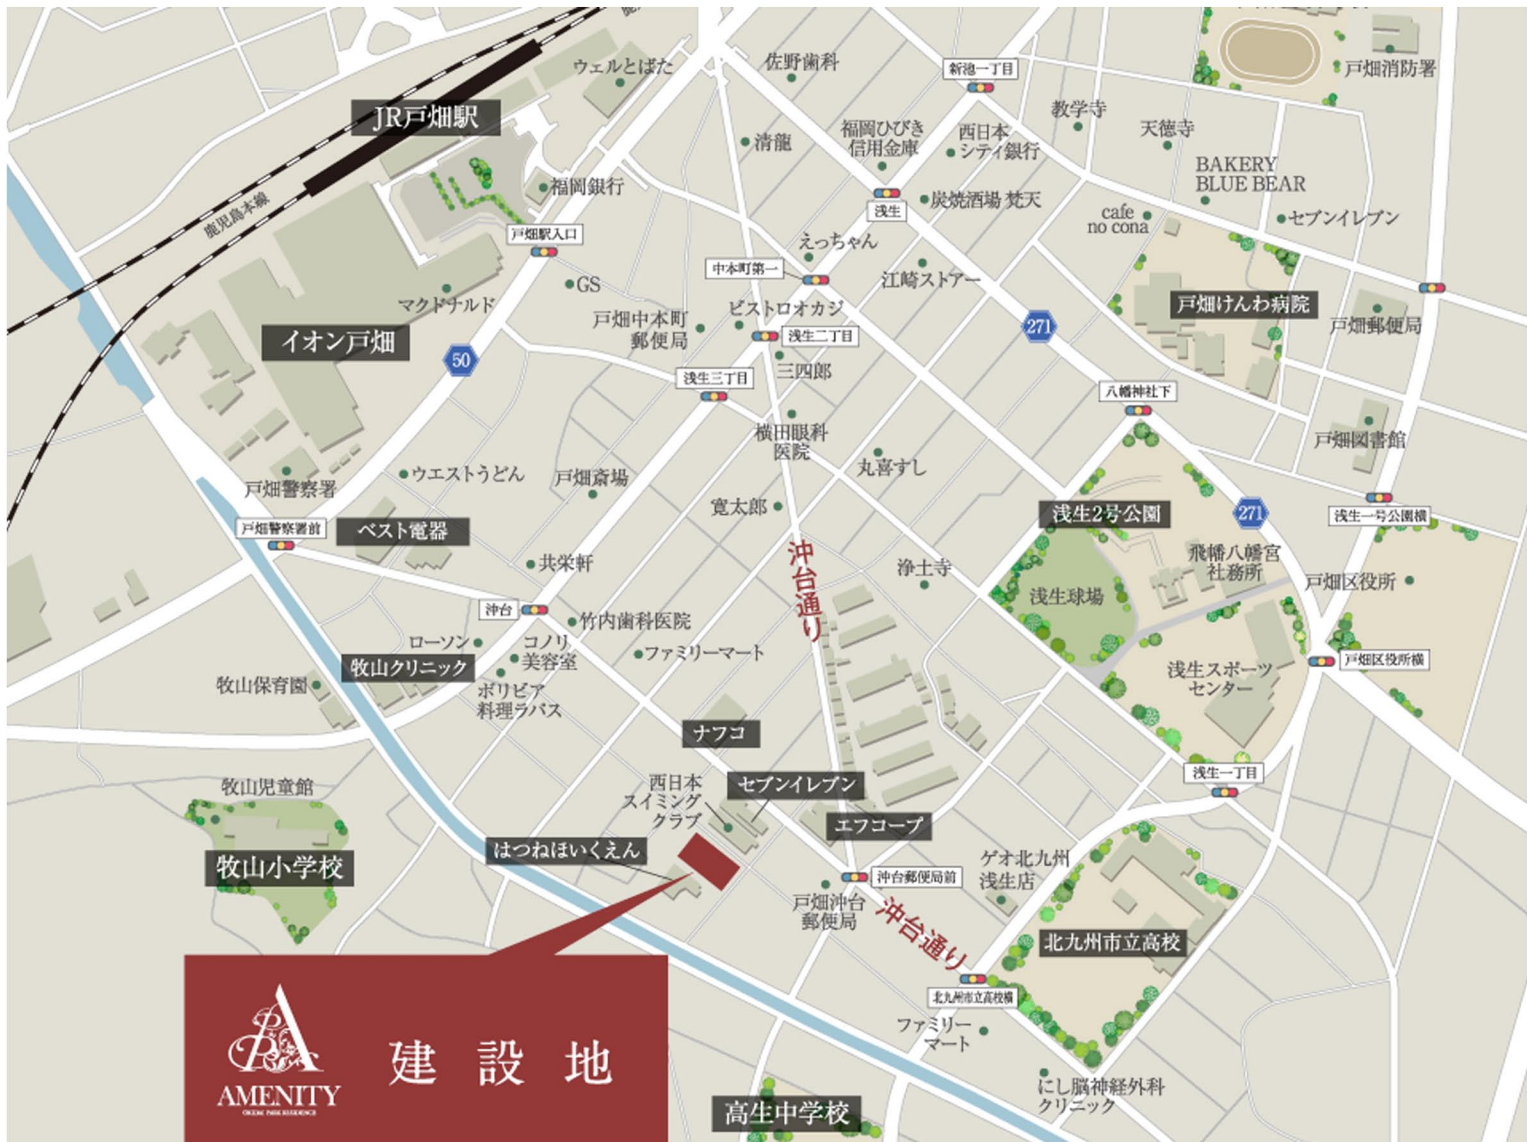 戸畑消防署
ウェルとばた
佐野歯科
新池一丁目
JR戸畑駅
教学寺
天徳寺
清龍
福岡ひびき
信用金庫
西日本
シティ銀行
BAKERY
BLUE BEAR
福岡銀行
浅生
炭焼酒場 梵天
cafe
no cona
セブンイレブン
鹿児島本線
戸畑駅入口
えっちゃん
中本町第一
江崎ストアー
GS
マクドナルド
戸畑けんわ病院
ビストロオカジ
戸畑中本町
郵便局
浅生二丁目
271
戸畑郵便局
イオン戸畑
50
三四郎
浅生三丁目
八幡神社下
横田眼科
医院
戸畑図書館
丸喜すし
戸畑警察署
ウエストうどん
戸畑斎場
寛太郎
浅生2号公園
271
浅生一号公園横
戸畑警察署前
ベスト電器
沖台通り
共栄軒
浄土寺
飛幡八幡宮
社務所
戸畑区役所
浅生球場
沖台
竹内歯科医院
ローソン
コノリ
美容室
ファミリーマート
牧山クリニック
戸畑区役所横
牧山保育園
ボリビア
料理ラパス
浅生スポーツ
センター
ナフコ
浅生一丁目
牧山児童館
西日本
スイミング
クラブ
セブンイレブン
エフコープ
はつねほいくえん
牧山小学校
ゲオ北九州
浅生店
沖台郵便局前
戸畑沖台
郵便局
沖台通り
北九州市立高校
北九州市立高校横
ファミリー
マート
にし脳神経外科
クリニック
高生中学校
建設地
AMENITY